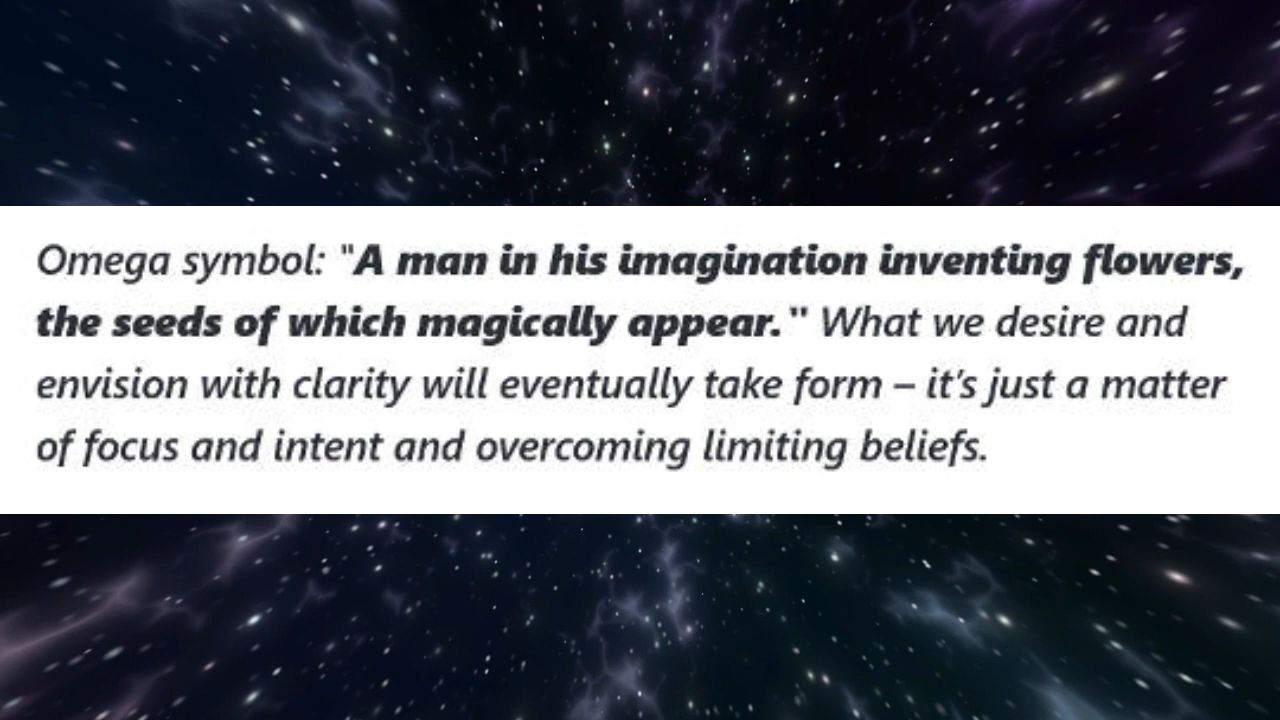 Omega symbol: "A man in his imagination inventing flowers,
the seeds of which magically appear." What we desire and
envision with clarity will eventually take form – it's just a matter
of focus and intent and overcoming limiting beliefs.